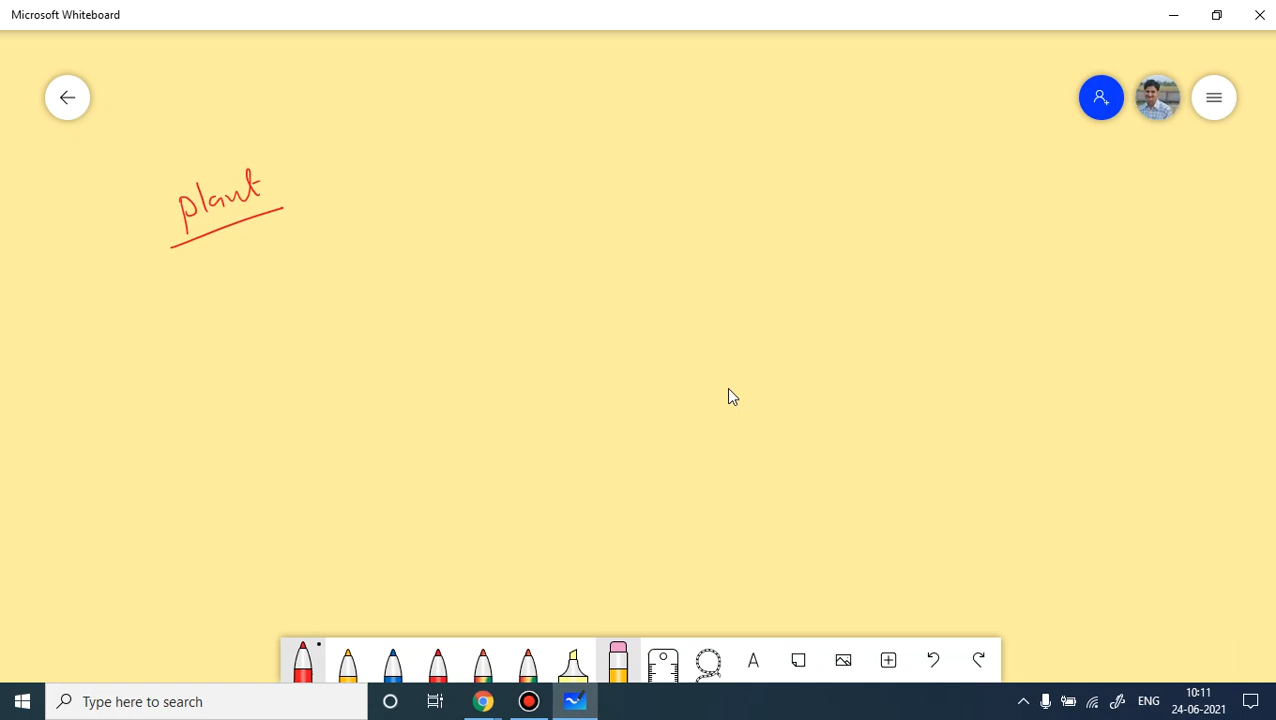 Microsoft Whiteboard
plant
A
Type here to search
ENG
10:11
24-06-2021